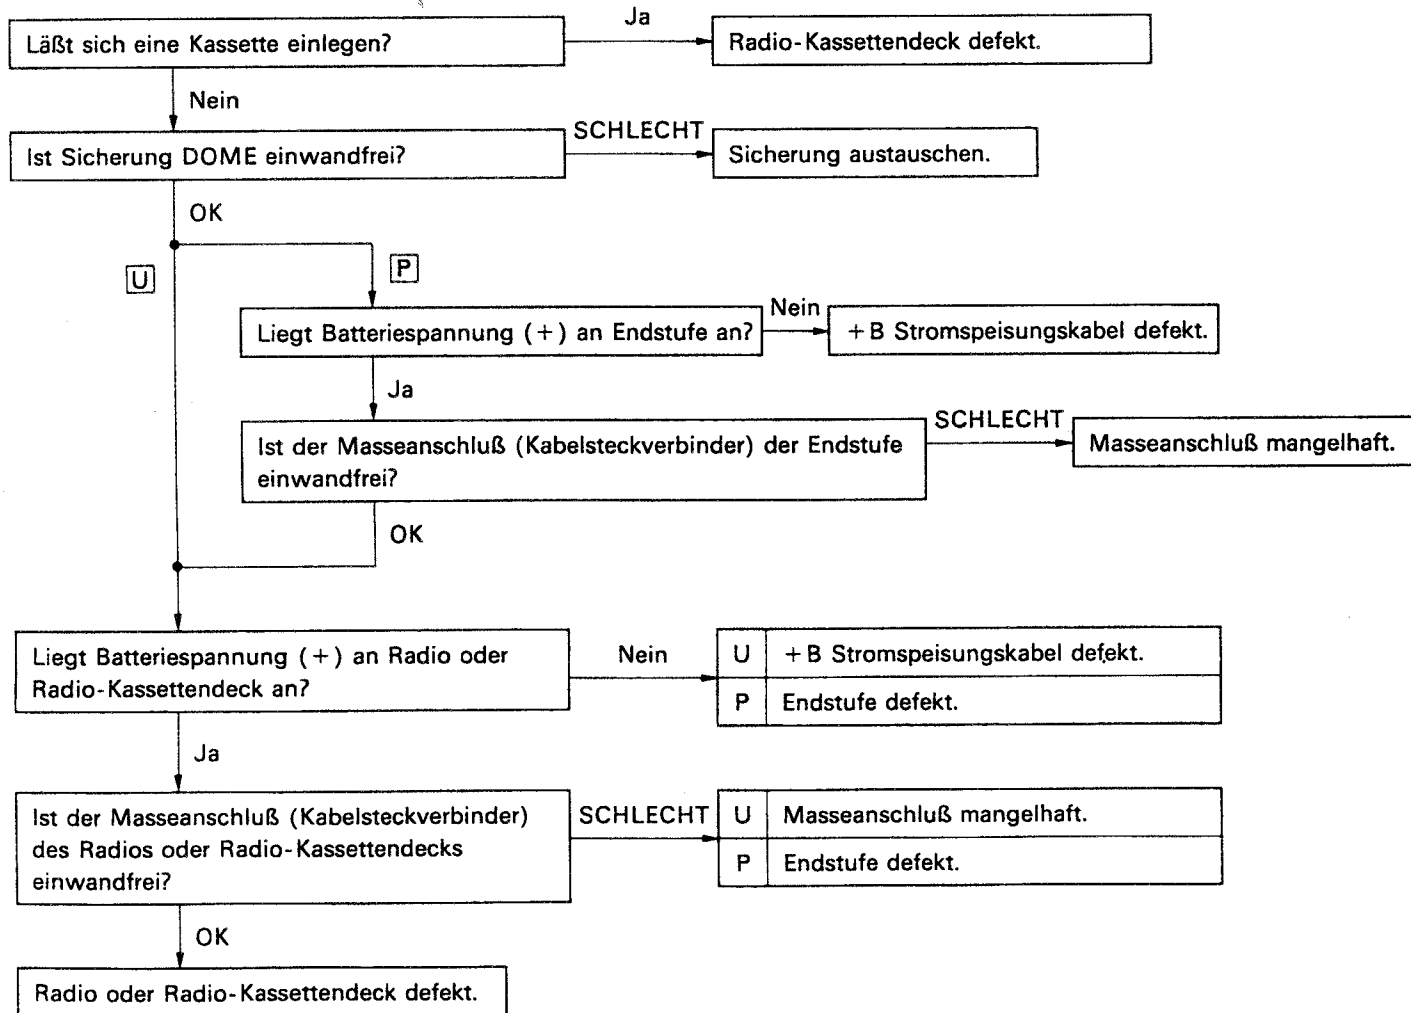 Läßt sich eine Kassette einlegen?
Ja
Radio-Kassettendeck defekt.
Nein
Ist Sicherung DOME einwandfrei?
SCHLECHT
Sicherung austauschen.
OK
U
P
Liegt Batteriespannung (+) an Endstufe an?
Nein
+B Stromspeisungskabel defekt.
Ja
Ist der Masseanschluß (Kabelsteckverbinder) der Endstufe
einwandfrei?
SCHLECHT
Masseanschluß mangelhaft.
OK
Liegt Batteriespannung (+) an Radio oder
Radio-Kassettendeck an?
Nein
U +B Stromspeisungskabel defekt.
P Endstufe defekt.
Ja
Ist der Masseanschluß (Kabelsteckverbinder)
des Radios oder Radio-Kassettendecks
einwandfrei?
SCHLECHT
U Masseanschluß mangelhaft.
P Endstufe defekt.
OK
Radio oder Radio-Kassettendeck defekt.